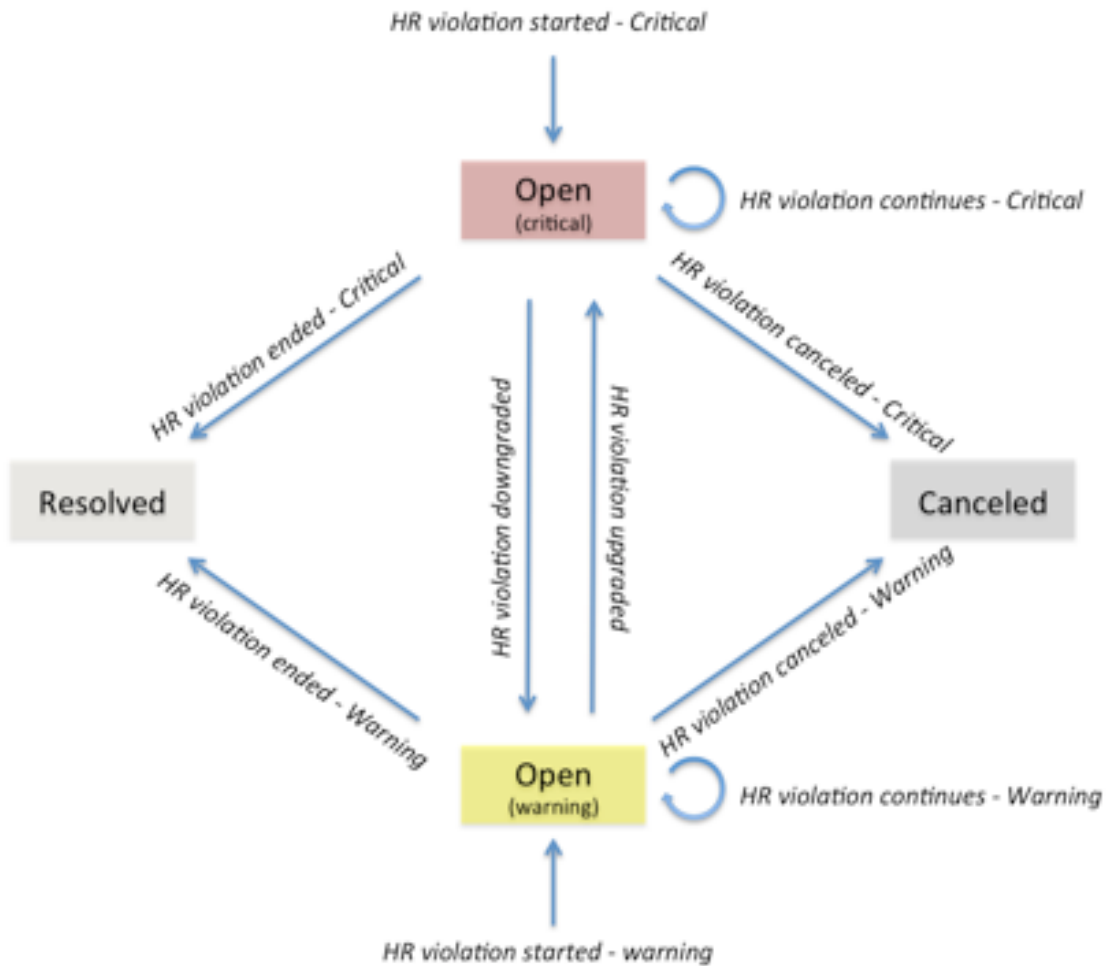 HR violation started - Critical
Open
(critical)
HR violation continues - Critical
HR violation ended - Critical
HR violation canceled - Critical
HR violation downgraded
HR violation upgraded
Resolved
Canceled
HR violation ended - Warning
HR violation canceled - Warning
Open
(warning)
HR violation continues - Warning
HR violation started - warning